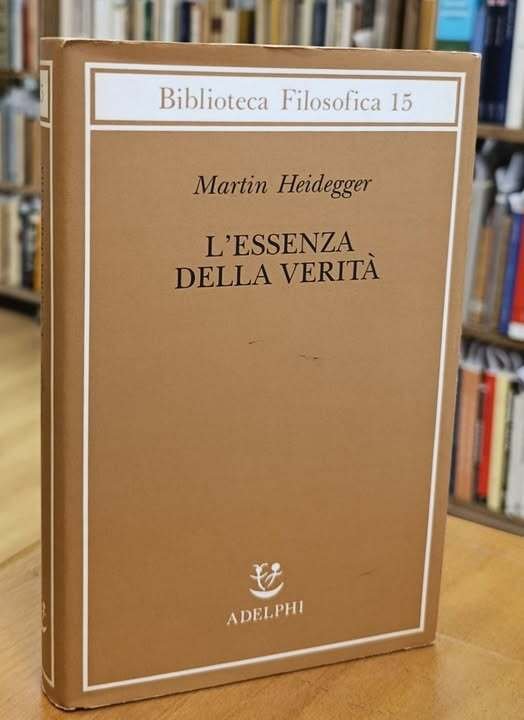 Biblioteca Filosofica 15
Martin Heidegger
L’ESSENZA
DELLA VERITÀ
ADELPHI